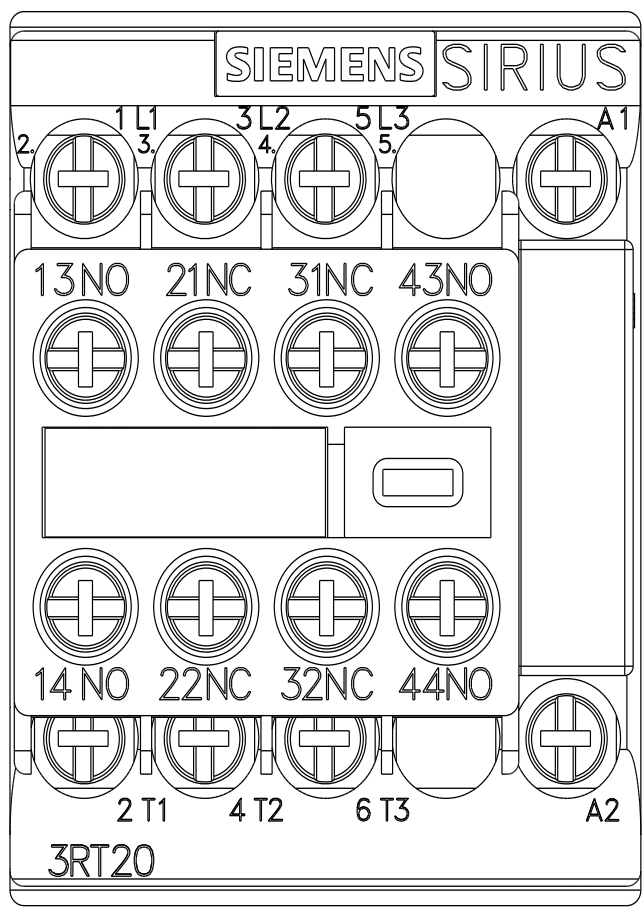 SIEMENS SIRIUS
1 L1 3 L2 5 L3 A1
2. 3. 4. 5.
13NO 21NC 31NC 43NO
14 NO 22NC 32NC 44NO
2 T1 4 T2 6 T3 A2
3RT20